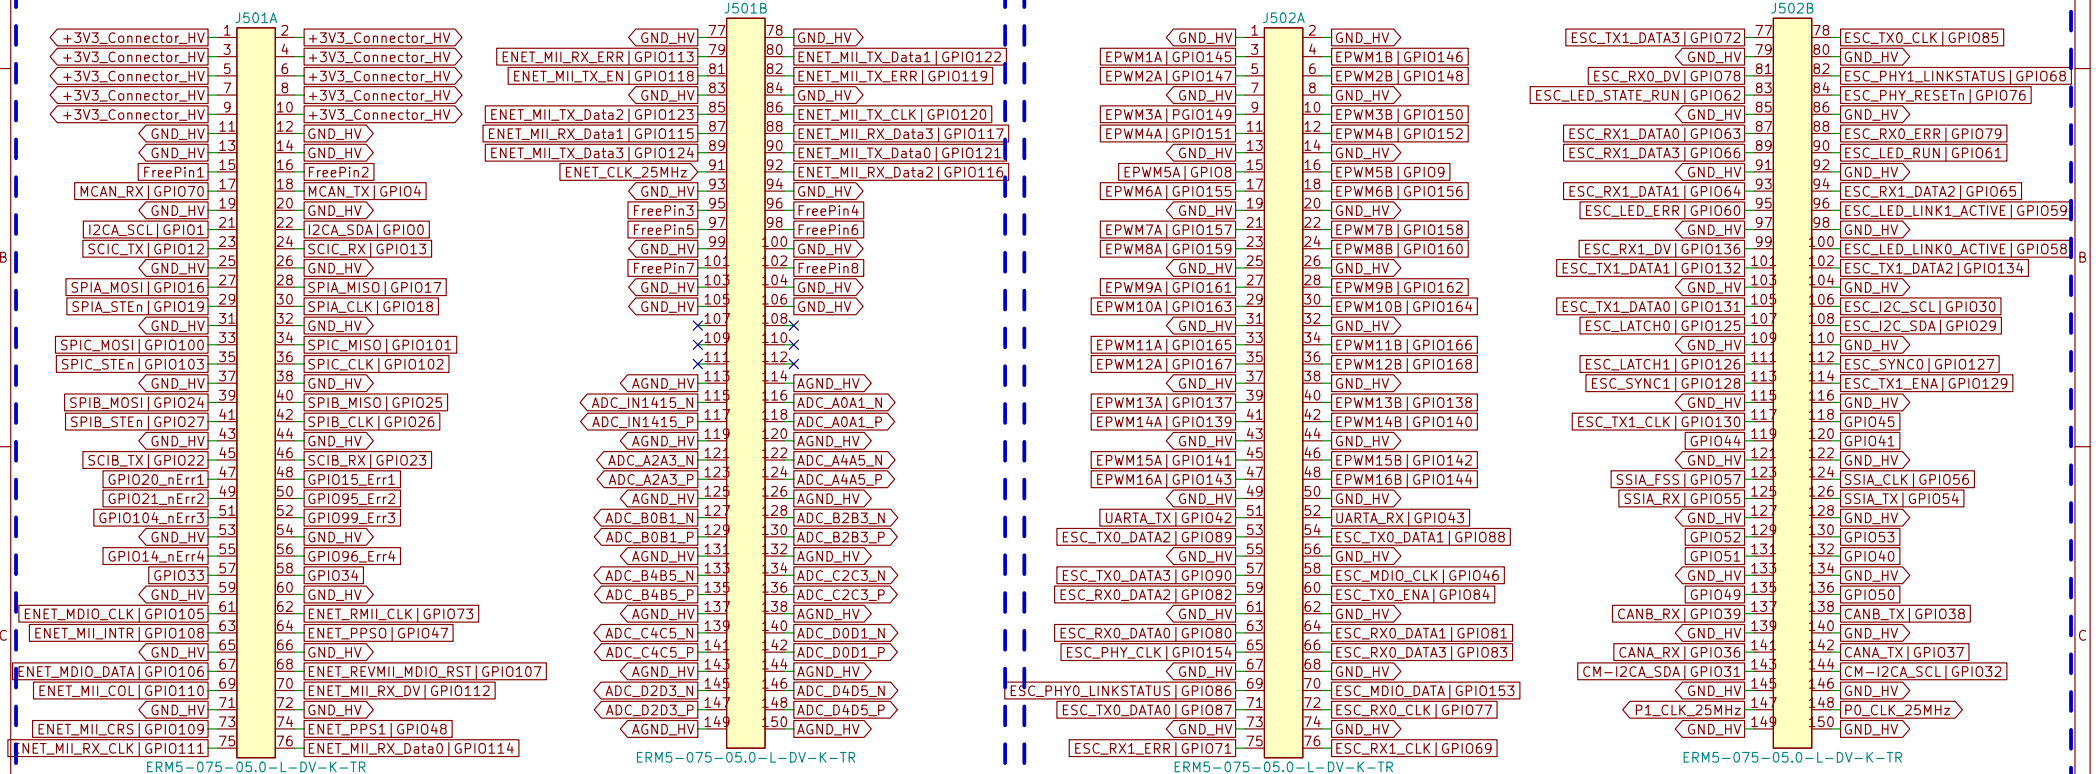 J501A
+3V3_Connector_HV 1 2 +3V3_Connector_HV
+3V3_Connector_HV 3 4 +3V3_Connector_HV
+3V3_Connector_HV 5 6 +3V3_Connector_HV
+3V3_Connector_HV 7 8 +3V3_Connector_HV
+3V3_Connector_HV 9 10 +3V3_Connector_HV
GND_HV 11 12 GND_HV
GND_HV 13 14 GND_HV
FreePin1 15 16 FreePin2
MCAN_RX|GPIO70 17 18 MCAN_TX|GPIO4
GND_HV 19 20 GND_HV
I2CA_SCL|GPIO1 21 22 I2CA_SDA|GPIO0
SCIC_TX|GPIO12 23 24 SCIC_RX|GPIO13
GND_HV 25 26 GND_HV
SPIA_MOSI|GPIO16 27 28 SPIA_MISO|GPIO17
SPIA_STEn|GPIO19 29 30 SPIA_CLK|GPIO18
GND_HV 31 32 GND_HV
SPIC_MOSI|GPIO100 33 34 SPIC_MISO|GPIO101
SPIC_STEn|GPIO103 35 36 SPIC_CLK|GPIO102
GND_HV 37 38 GND_HV
SPIB_MOSI|GPIO24 39 40 SPIB_MISO|GPIO25
SPIB_STEn|GPIO27 41 42 SPIB_CLK|GPIO26
GND_HV 43 44 GND_HV
SCIB_TX|GPIO22 45 46 SCIB_RX|GPIO23
GPIO20_nErr1 47 48 GPIO15_Err1
GPIO21_nErr2 49 50 GPIO95_Err2
GPIO104_nErr3 51 52 GPIO99_Err3
GND_HV 53 54 GND_HV
GPIO14_nErr4 55 56 GPIO96_Err4
GPIO33 57 58 GPIO34
GND_HV 59 60 GND_HV
ENET_MDIO_CLK|GPIO105 61 62 ENET_RMII_CLK|GPIO73
ENET_MII_INTR|GPIO108 63 64 ENET_PPSO|GPIO47
GND_HV 65 66 GND_HV
ENET_MDIO_DATA|GPIO106 67 68 ENET_REVMII_MDIO_RST|GPIO107
ENET_MII_COL|GPIO110 69 70 ENET_MII_RX_DV|GPIO112
GND_HV 71 72 GND_HV
ENET_MII_CRS|GPIO109 73 74 ENET_PPS1|GPIO48
ENET_MII_RX_CLK|GPIO111 75 76 ENET_MII_RX_Data0|GPIO114
ERM5-075-05.0-L-DV-K-TR
J501B
GND_HV 77 78 GND_HV
ENET_MII_RX_ERR|GPIO113 79 80 ENET_MII_TX_Data1|GPIO122
ENET_MII_TX_EN|GPIO118 81 82 ENET_MII_TX_ERR|GPIO119
GND_HV 83 84 GND_HV
ENET_MII_TX_Data2|GPIO123 85 86 ENET_MII_TX_CLK|GPIO120
ENET_MII_RX_Data1|GPIO115 87 88 ENET_MII_RX_Data3|GPIO117
ENET_MII_TX_Data3|GPIO124 89 90 ENET_MII_TX_Data0|GPIO121
ENET_CLK_25MHz 91 92 ENET_MII_RX_Data2|GPIO116
GND_HV 93 94 GND_HV
FreePin3 95 96 FreePin4
FreePin5 97 98 FreePin6
GND_HV 99 100 GND_HV
FreePin7 101 102 FreePin8
GND_HV 103 104 GND_HV
GND_HV 105 106 GND_HV
107 108
109 110
111 112
AGND_HV 113 114 AGND_HV
ADC_IN1415_N 115 116 ADC_A0A1_N
ADC_IN1415_P 117 118 ADC_A0A1_P
AGND_HV 119 120 AGND_HV
ADC_A2A3_N 121 122 ADC_A4A5_N
ADC_A2A3_P 123 124 ADC_A4A5_P
AGND_HV 125 126 AGND_HV
ADC_B0B1_N 127 128 ADC_B2B3_N
ADC_B0B1_P 129 130 ADC_B2B3_P
AGND_HV 131 132 AGND_HV
ADC_B4B5_N 133 134 ADC_C2C3_N
ADC_B4B5_P 135 136 ADC_C2C3_P
AGND_HV 137 138 AGND_HV
ADC_C4C5_N 139 140 ADC_D0D1_N
ADC_C4C5_P 141 142 ADC_D0D1_P
AGND_HV 143 144 AGND_HV
ADC_D2D3_N 145 146 ADC_D4D5_N
ADC_D2D3_P 147 148 ADC_D4D5_P
AGND_HV 149 150 AGND_HV
ERM5-075-05.0-L-DV-K-TR
J502A
GND_HV 1 2 GND_HV
EPWM1A|GPIO145 3 4 EPWM1B|GPIO146
EPWM2A|GPIO147 5 6 EPWM2B|GPIO148
GND_HV 7 8 GND_HV
EPWM3A|PGIO149 9 10 EPWM3B|GPIO150
EPWM4A|GPIO151 11 12 EPWM4B|GPIO152
GND_HV 13 14 GND_HV
EPWM5A|GPIO8 15 16 EPWM5B|GPIO9
EPWM6A|GPIO155 17 18 EPWM6B|GPIO156
GND_HV 19 20 GND_HV
EPWM7A|GPIO157 21 22 EPWM7B|GPIO158
EPWM8A|GPIO159 23 24 EPWM8B|GPIO160
GND_HV 25 26 GND_HV
EPWM9A|GPIO161 27 28 EPWM9B|GPIO162
EPWM10A|GPIO163 29 30 EPWM10B|GPIO164
GND_HV 31 32 GND_HV
EPWM11A|GPIO165 33 34 EPWM11B|GPIO166
EPWM12A|GPIO167 35 36 EPWM12B|GPIO168
GND_HV 37 38 GND_HV
EPWM13A|GPIO137 39 40 EPWM13B|GPIO138
EPWM14A|GPIO139 41 42 EPWM14B|GPIO140
GND_HV 43 44 GND_HV
EPWM15A|GPIO141 45 46 EPWM15B|GPIO142
EPWM16A|GPIO143 47 48 EPWM16B|GPIO144
GND_HV 49 50 GND_HV
UARTA_TX|GPIO42 51 52 UARTA_RX|GPIO43
ESC_TX0_DATA2|GPIO89 53 54 ESC_TX0_DATA1|GPIO88
GND_HV 55 56 GND_HV
ESC_TX0_DATA3|GPIO90 57 58 ESC_MDIO_CLK|GPIO46
ESC_RX0_DATA2|GPIO82 59 60 ESC_TX0_ENA|GPIO84
GND_HV 61 62 GND_HV
ESC_RX0_DATA0|GPIO80 63 64 ESC_RX0_DATA1|GPIO81
ESC_PHY_CLK|GPIO154 65 66 ESC_RX0_DATA3|GPIO83
GND_HV 67 68 GND_HV
ESC_PHY0_LINKSTATUS|GPIO86 69 70 ESC_MDIO_DATA|GPIO153
ESC_TX0_DATA0|GPIO87 71 72 ESC_RX0_CLK|GPIO77
GND_HV 73 74 GND_HV
ESC_RX1_ERR|GPIO71 75 76 ESC_RX1_CLK|GPIO69
ERM5-075-05.0-L-DV-K-TR
J502B
ESC_TX1_DATA3|GPIO72 77 78 ESC_TX0_CLK|GPIO85
GND_HV 79 80 GND_HV
ESC_RX0_DV|GPIO78 81 82 ESC_PHY1_LINKSTATUS|GPIO68
ESC_LED_STATE_RUN|GPIO62 83 84 ESC_PHY_RESETn|GPIO76
GND_HV 85 86 GND_HV
ESC_RX1_DATA0|GPIO63 87 88 ESC_RX0_ERR|GPIO79
ESC_RX1_DATA3|GPIO66 89 90 ESC_LED_RUN|GPIO61
GND_HV 91 92 GND_HV
ESC_RX1_DATA1|GPIO64 93 94 ESC_RX1_DATA2|GPIO65
ESC_LED_ERR|GPIO60 95 96 ESC_LED_LINK1_ACTIVE|GPIO59
GND_HV 97 98 GND_HV
ESC_RX1_DV|GPIO136 99 100 ESC_LED_LINK0_ACTIVE|GPIO58
ESC_TX1_DATA1|GPIO132 101 102 ESC_TX1_DATA2|GPIO134
GND_HV 103 104 GND_HV
ESC_TX1_DATA0|GPIO131 105 106 ESC_I2C_SCL|GPIO30
ESC_LATCH0|GPIO125 107 108 ESC_I2C_SDA|GPIO29
GND_HV 109 110 GND_HV
ESC_LATCH1|GPIO126 111 112 ESC_SYNC0|GPIO127
ESC_SYNC1|GPIO128 113 114 ESC_TX1_ENA|GPIO129
GND_HV 115 116 GND_HV
ESC_TX1_CLK|GPIO130 117 118 GPIO45
GPIO44 119 120 GPIO41
GND_HV 121 122 GND_HV
SSIA_FSS|GPIO57 123 124 SSIA_CLK|GPIO56
SSIA_RX|GPIO55 125 126 SSIA_TX|GPIO54
GND_HV 127 128 GND_HV
GPIO52 129 130 GPIO53
GPIO51 131 132 GPIO40
GND_HV 133 134 GND_HV
GPIO49 135 136 GPIO50
CANB_RX|GPIO39 137 138 CANB_TX|GPIO38
GND_HV 139 140 GND_HV
CANA_RX|GPIO36 141 142 CANA_TX|GPIO37
CM-I2CA_SDA|GPIO31 143 144 CM-I2CA_SCL|GPIO32
GND_HV 145 146 GND_HV
P1_CLK_25MHz 147 148 P0_CLK_25MHz
GND_HV 149 150 GND_HV
ERM5-075-05.0-L-DV-K-TR
B
C
B
C